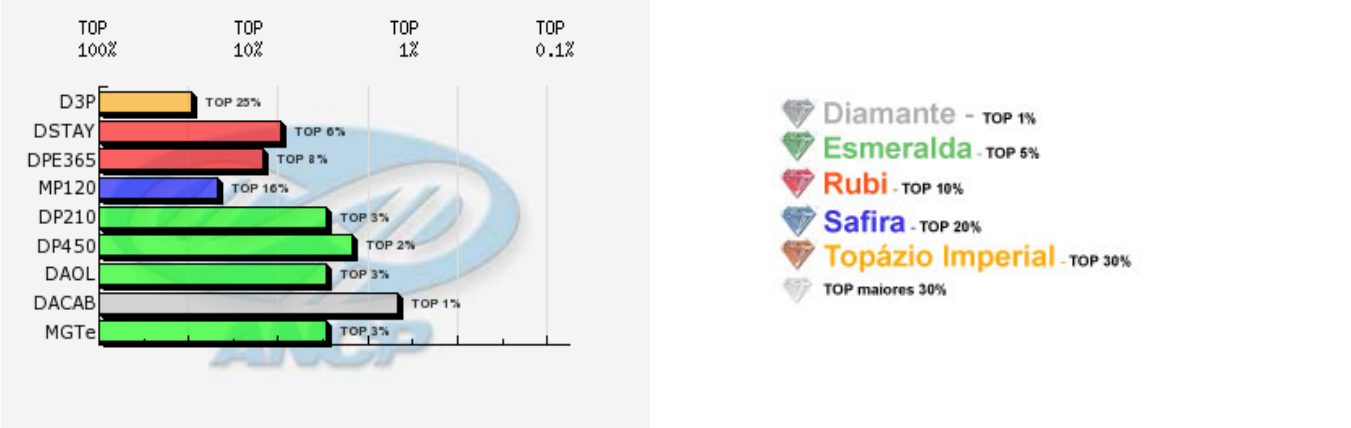 TOP TOP TOP TOP
100% 10% 1% 0.1%
D3P TOP 25%
DSTAY TOP 6%
DPE365 TOP 8%
MP120 TOP 16%
DP210 TOP 3%
DP450 TOP 2%
DAOL TOP 3%
DACAB TOP 1%
MGTe TOP 3%
ANCP
Diamante - TOP 1%
Esmeralda - TOP 5%
Rubi - TOP 10%
Safira - TOP 20%
Topázio Imperial - TOP 30%
TOP maiores 30%